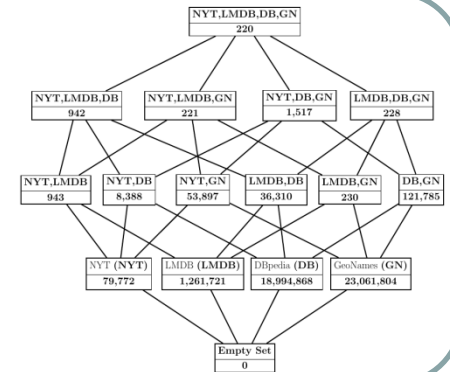 NYT,LMDB,DB,GN
220
NYT,LMDB,DB
942
NYT,LMDB,GN
221
NYT,DB,GN
1,517
LMDB,DB,GN
228
NYT,LMDB
943
NYT,DB
8,388
NYT,GN
53,897
LMDB,DB
36,310
LMDB,GN
230
DB,GN
121,785
NYT (NYT)
79,772
LMDB (LMDB)
1,261,721
DBpedia (DB)
18,994,868
GeoNames (GN)
23,061,804
Empty Set
0